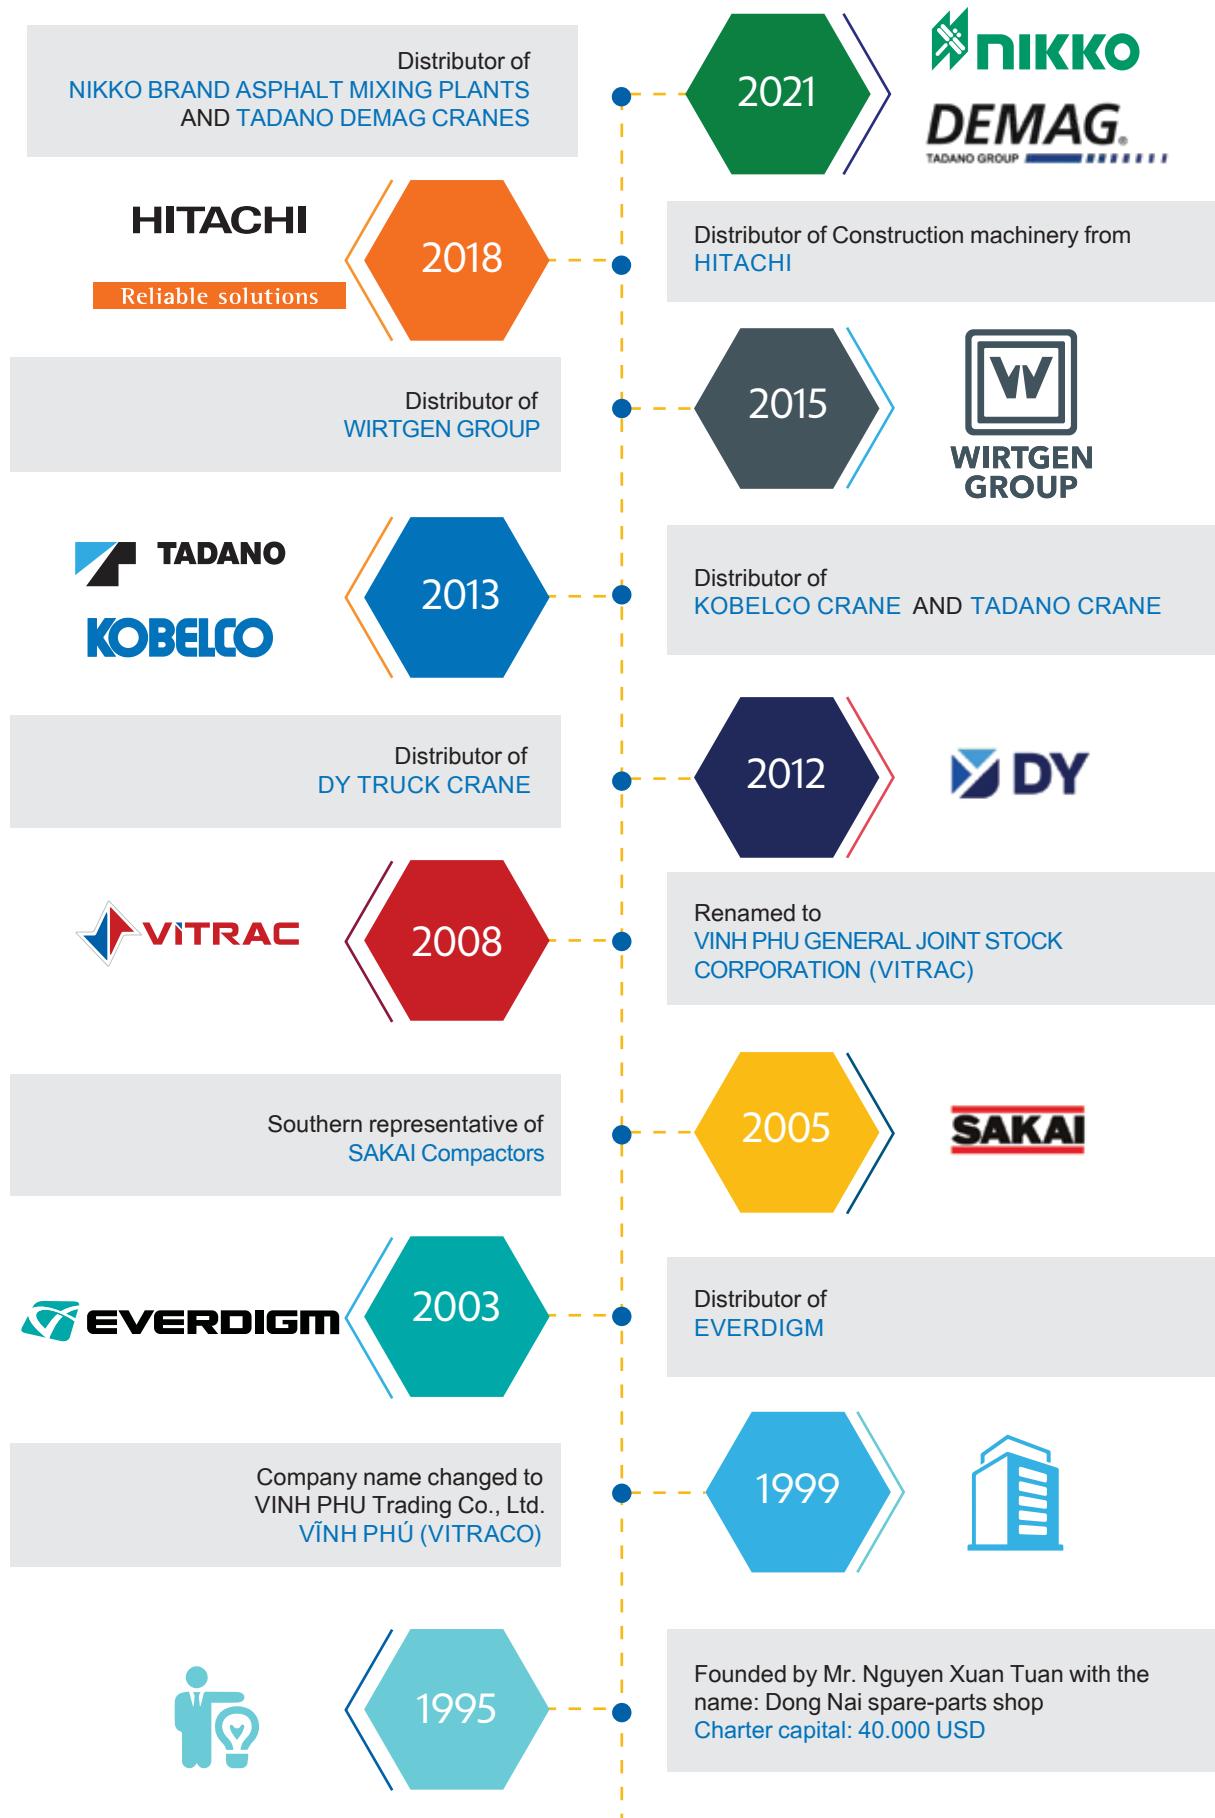 Distributor of
NIKKO BRAND ASPHALT MIXING PLANTS
AND TADANO DEMAG CRANES
2021
NIKKO
DEMAG®
TADANO GROUP
HITACHI
Reliable solutions
2018
Distributor of Construction machinery from
HITACHI
Distributor of
WIRTGEN GROUP
2015
W
WIRTGEN
GROUP
TADANO
KOBELCO
2013
Distributor of
KOBELCO CRANE AND TADANO CRANE
Distributor of
DY TRUCK CRANE
2012
DY
VITRAC
2008
Renamed to
VINH PHU GENERAL JOINT STOCK
CORPORATION (VITRAC)
Southern representative of
SAKAI Compactors
2005
SAKAI
EVERDIGM
2003
Distributor of
EVERDIGM
Company name changed to
VINH PHU Trading Co., Ltd.
VĨNH PHÚ (VITRACO)
1999
1995
Founded by Mr. Nguyen Xuan Tuan with the
name: Dong Nai spare-parts shop
Charter capital: 40.000 USD